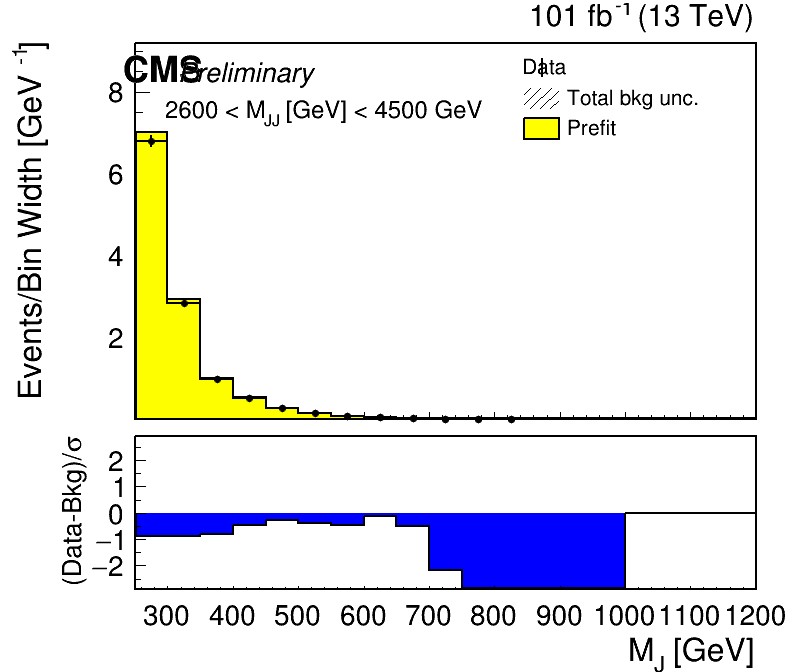 101 fb⁻¹ (13 TeV)
CMS Preliminary
2600 < M_JJ [GeV] < 4500 GeV
Data
Total bkg unc.
Prefit
Events/Bin Width [GeV⁻¹]
8
6
4
2
(Data-Bkg)/σ
2
1
0
−1
−2
300 400 500 600 700 800 900 1000 1100 1200
M_J [GeV]